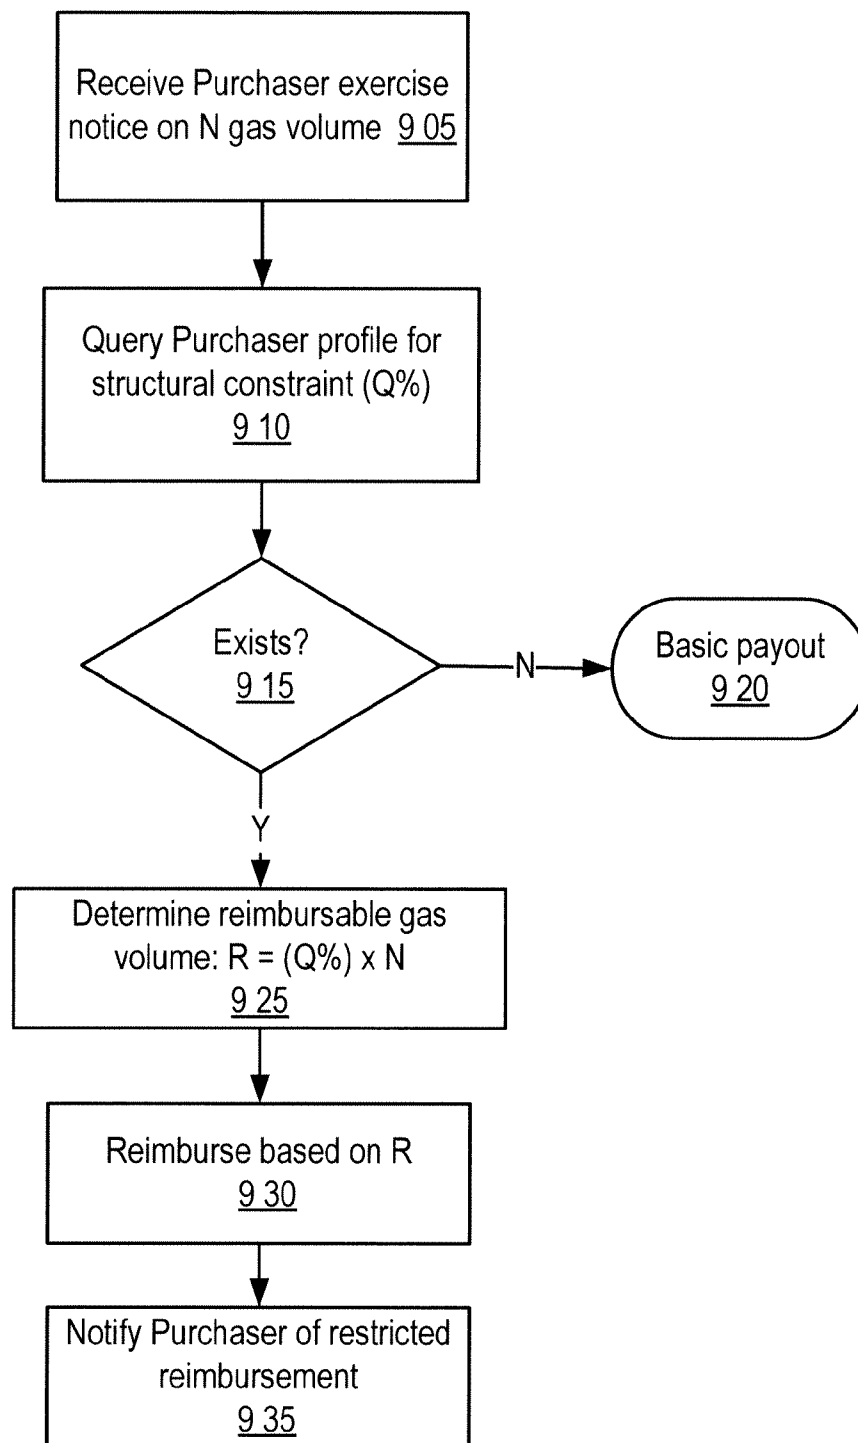 Receive Purchaser exercise
notice on N gas volume 9 05
Query Purchaser profile for
structural constraint (Q%)
9 10
Exists?
9 15
N
Basic payout
9 20
Y
Determine reimbursable gas
volume: R = (Q%) x N
9 25
Reimburse based on R
9 30
Notify Purchaser of restricted
reimbursement
9 35